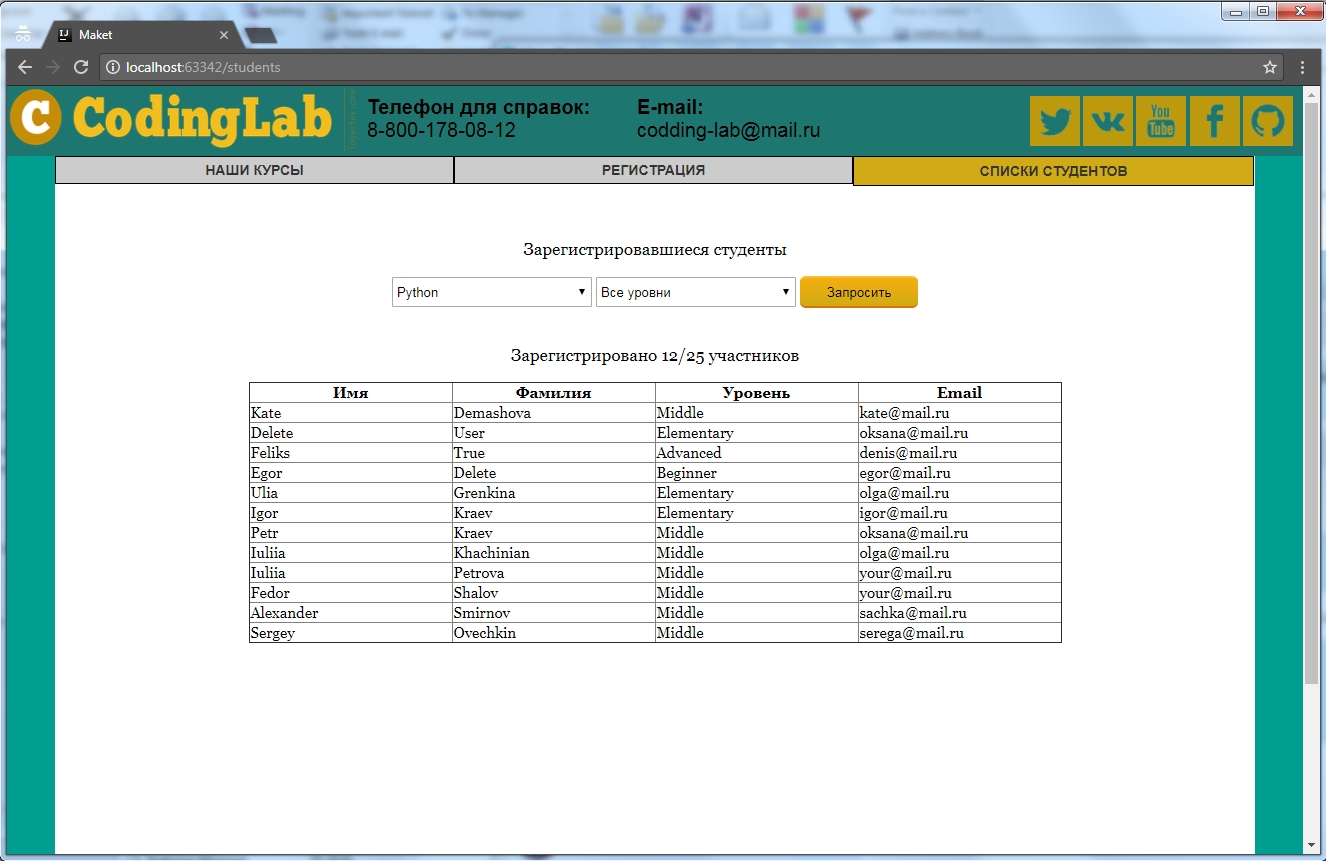 Maket
localhost:63342/students
C CodingLab
Телефон для справок:
8-800-178-08-12
E-mail:
codding-lab@mail.ru
You Tube
НАШИ КУРСЫ РЕГИСТРАЦИЯ СПИСКИ СТУДЕНТОВ
Зарегистрировавшиеся студенты
Python Все уровни Запросить
Зарегистрировано 12/25 участников
Имя Фамилия Уровень Email
Kate Demashova Middle kate@mail.ru
Delete User Elementary oksana@mail.ru
Feliks True Advanced denis@mail.ru
Egor Delete Beginner egor@mail.ru
Ulia Grenkina Elementary olga@mail.ru
Igor Kraev Elementary igor@mail.ru
Petr Kraev Middle oksana@mail.ru
Iuliia Khachinian Middle olga@mail.ru
Iuliia Petrova Middle your@mail.ru
Fedor Shalov Middle your@mail.ru
Alexander Smirnov Middle sachka@mail.ru
Sergey Ovechkin Middle serega@mail.ru